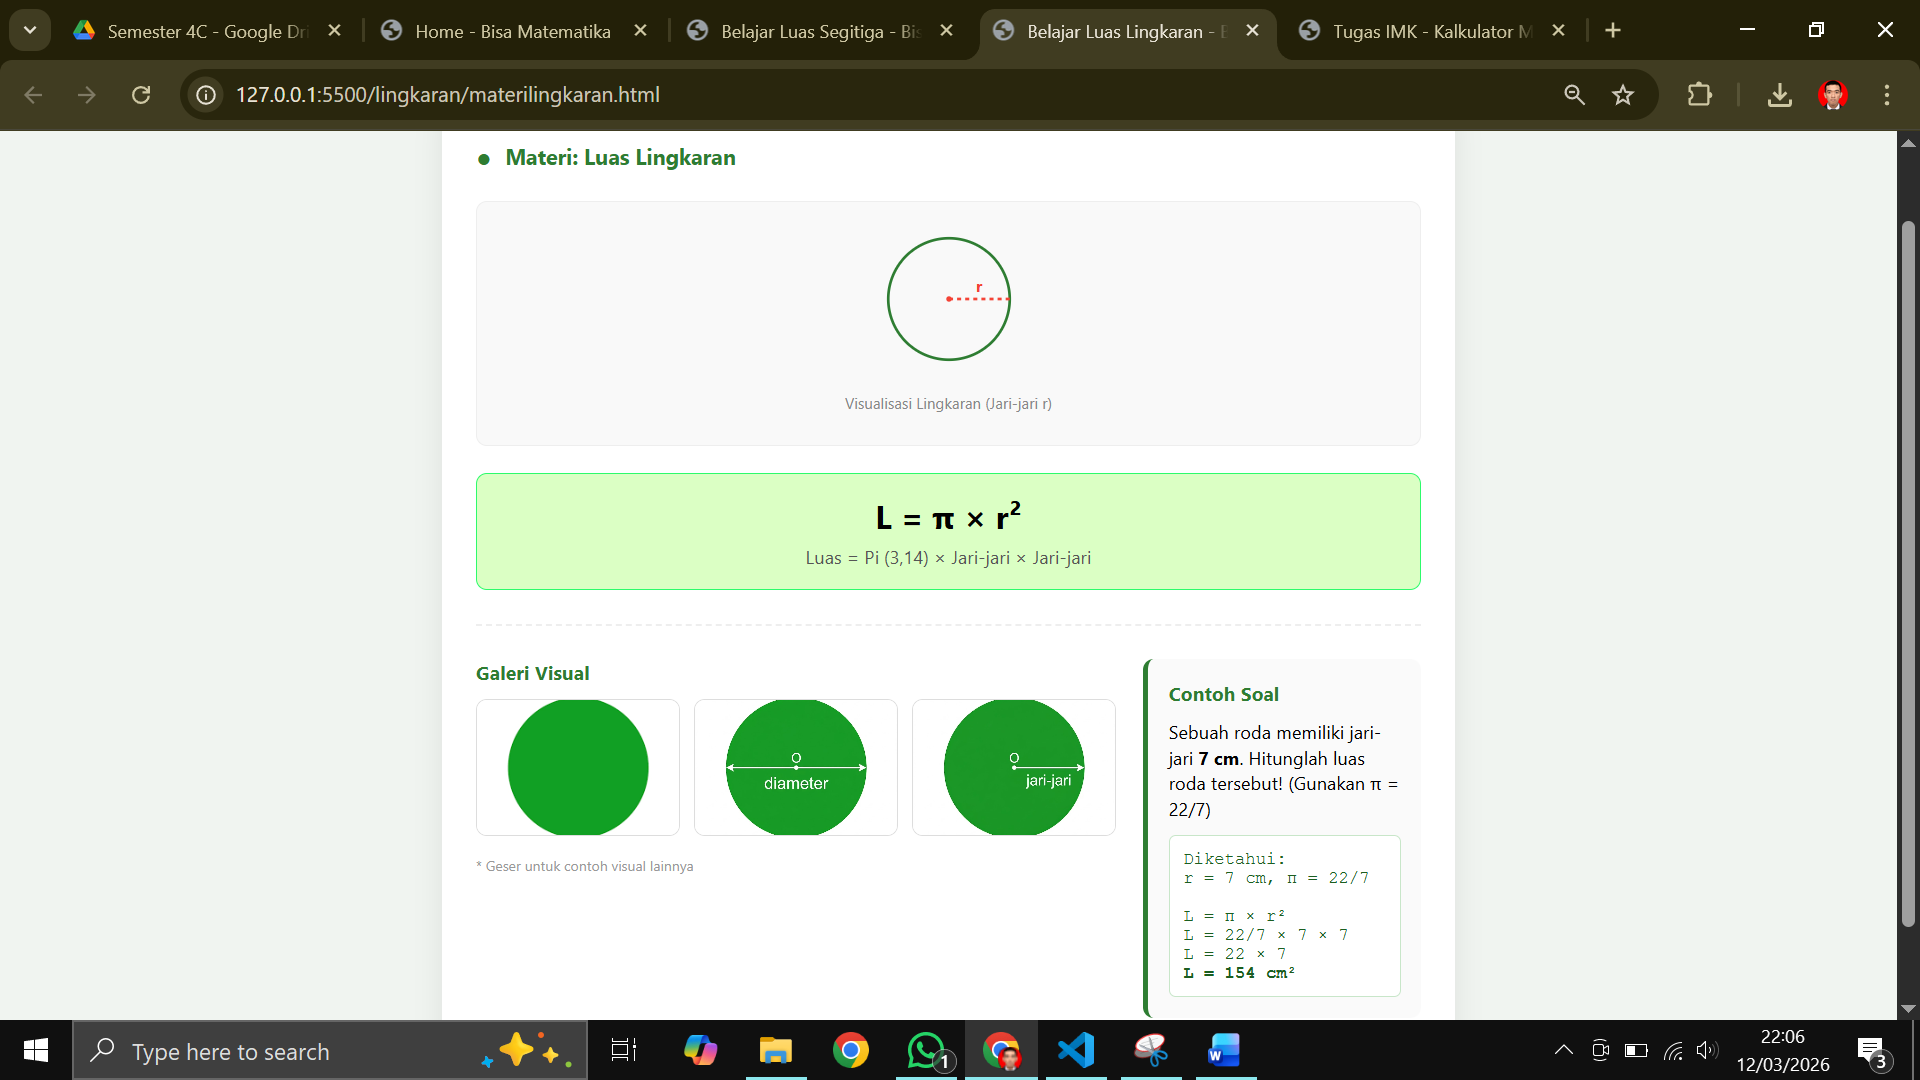 Semester 4C - Google Dri
Home - Bisa Matematika
Belajar Luas Segitiga - Bis
Belajar Luas Lingkaran - B
Tugas IMK - Kalkulator M
127.0.0.1:5500/lingkaran/materilingkaran.html
● Materi: Luas Lingkaran
r
Visualisasi Lingkaran (Jari-jari r)
L = π × r²
Luas = Pi (3,14) × Jari-jari × Jari-jari
Galeri Visual
O
diameter
O
jari-jari
* Geser untuk contoh visual lainnya
Contoh Soal
Sebuah roda memiliki jari-
jari 7 cm. Hitunglah luas
roda tersebut! (Gunakan π =
22/7)
Diketahui:
r = 7 cm, π = 22/7
L = π × r²
L = 22/7 × 7 × 7
L = 22 × 7
L = 154 cm²
Type here to search
1
W
22:06
12/03/2026
3